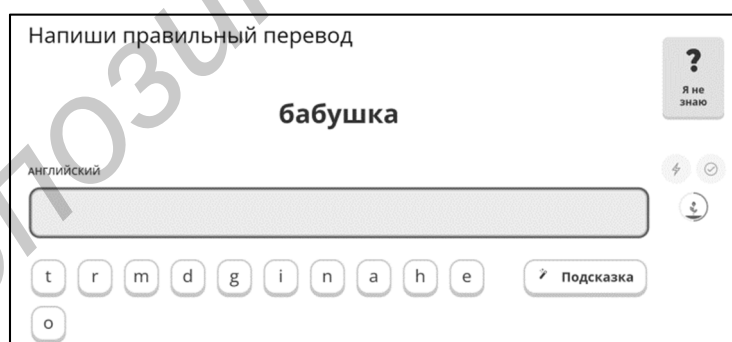 Напиши правильный перевод
?
Я не
знаю
бабушка
АНГЛИЙСКИЙ
t r m d g i n a h e
Подсказка
o